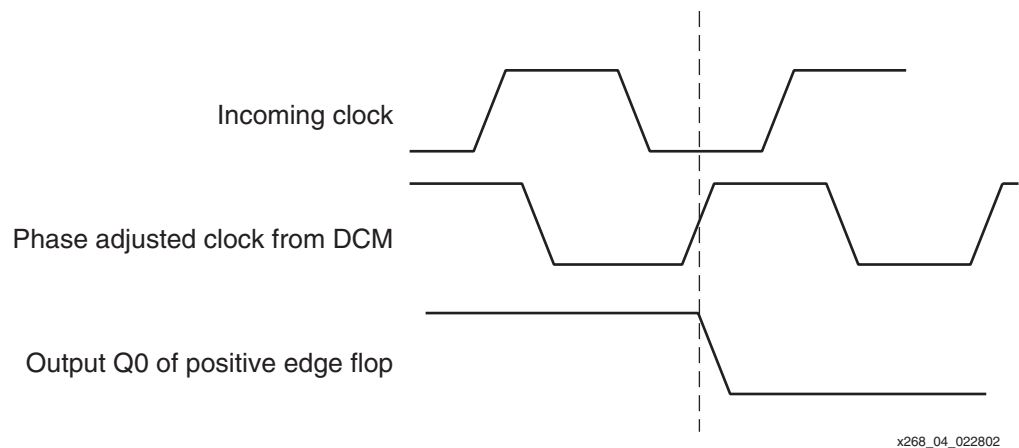 Incoming clock
Phase adjusted clock from DCM
Output Q0 of positive edge flop
x268_04_022802